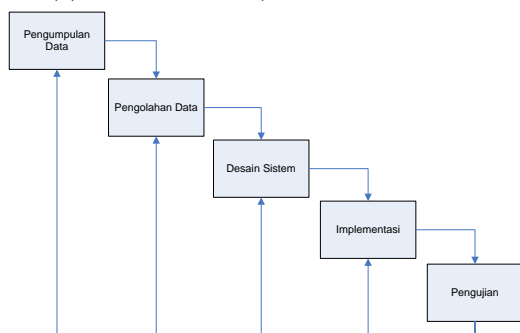 Pengumpulan
Data
Pengolahan Data
Desain Sistem
Implementasi
Pengujian